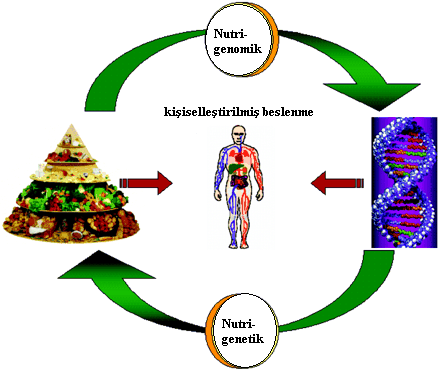 Nutri-
genomik
kişiselleştirilmiş beslenme
Nutri-
genetik